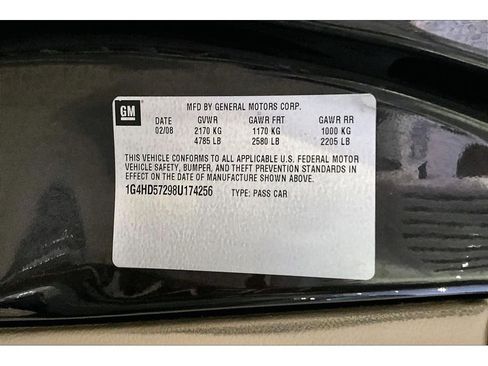 GM
MFD BY GENERAL MOTORS CORP.
DATE GVWR GAWR FRT GAWR RR
02/08 2170 KG 1170 KG 1000 KG
4785 LB 2580 LB 2205 LB
THIS VEHICLE CONFORMS TO ALL APPLICABLE U.S. FEDERAL MOTOR
VEHICLE SAFETY, BUMPER, AND THEFT PREVENTION STANDARDS IN
EFFECT ON THE DATE OF MANUFACTURE SHOWN ABOVE.
1G4HD57298U174256 TYPE: PASS CAR